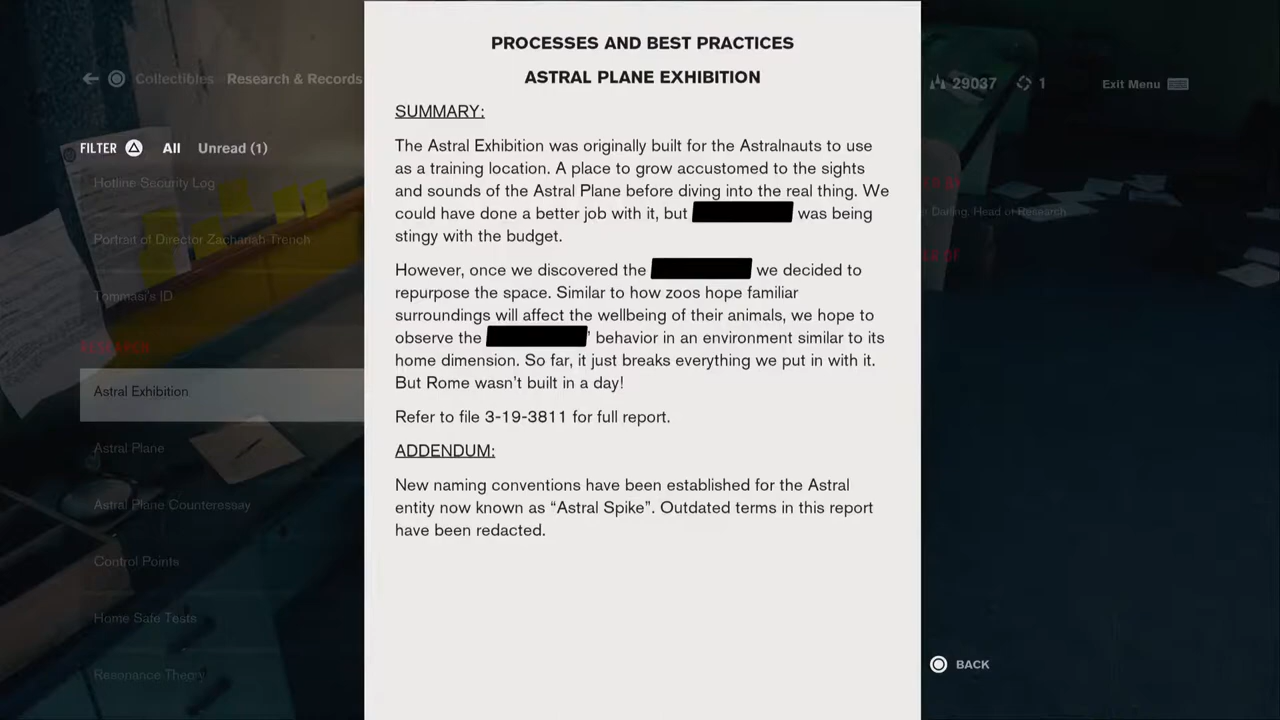 PROCESSES AND BEST PRACTICES
ASTRAL PLANE EXHIBITION
SUMMARY:
The Astral Exhibition was originally built for the Astralnauts to use
as a training location. A place to grow accustomed to the sights
and sounds of the Astral Plane before diving into the real thing. We
could have done a better job with it, but was being
stingy with the budget.
However, once we discovered the we decided to
repurpose the space. Similar to how zoos hope familiar
surroundings will affect the wellbeing of their animals, we hope to
observe the ' behavior in an environment similar to its
home dimension. So far, it just breaks everything we put in with it.
But Rome wasn't built in a day!
Refer to file 3-19-3811 for full report.
ADDENDUM:
New naming conventions have been established for the Astral
entity now known as “Astral Spike”. Outdated terms in this report
have been redacted.
Collectibles Research & Records
FILTER All Unread (1)
Hotline Security Log
Portrait of Director Zachariah Trench
Tommasi's ID
RESEARCH
Astral Exhibition
Astral Plane
Astral Plane Counteressay
Control Points
Home Safe Tests
Resonance Theory
29037 1 Exit Menu
Darling, Head of Research
BACK